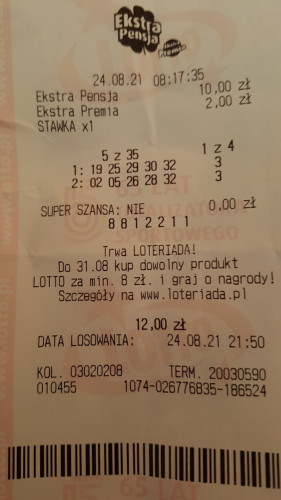 Ekstra
Pensja
Ekstra
Premia
24.08.21 08:17:35
Ekstra Pensja 10,00 zł
Ekstra Premia 2,00 zł
STAWKA x1
5 z 35 1 z 4
1: 19 25 29 30 32 3
2: 02 05 26 28 32 3
SUPER SZANSA: NIE 0,00 zł
8812211
Trwa LOTERIADA!
Do 31.08 kup dowolny produkt
LOTTO za min. 8 zł. i graj o nagrody!
Szczegóły na www.loteriada.pl
12,00 zł
DATA LOSOWANIA: 24.08.21 21:50
KOL. 03020208 TERM. 20030590
010455 1074-026776835-186524
65 LAT